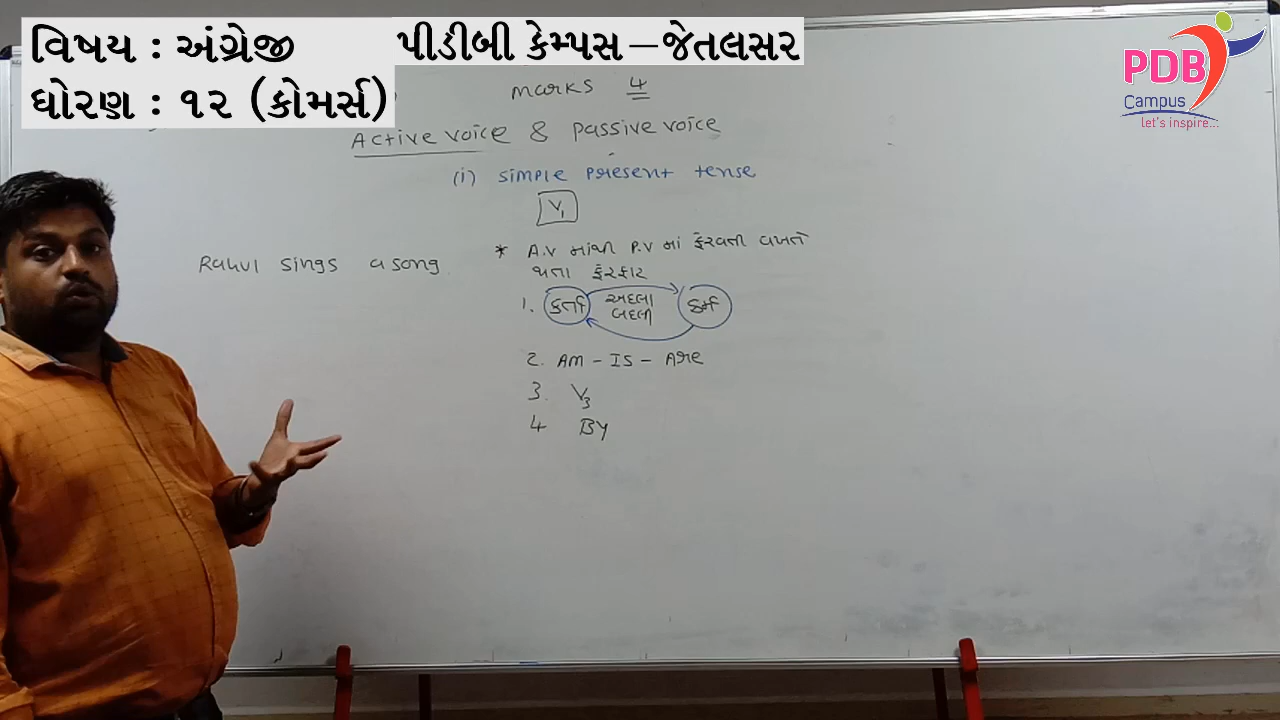 વિષય : અંગ્રેજી
પીડીબી કેમ્પસ – જેતલસર
ધોરણ : ૧૨ (કોમર્સ)
PDB
Campus
let's inspire...
marks 4
Active voice & passive voice
(i) simple present tense
V1
Rahul sings a song.
* A.V માંથી P.V માં ફેરવતી વખતે
થતા ફેરફાર
1. કર્તા અદલા બદલી કર્મ
2. AM - IS - Are
3. V3
4 BY